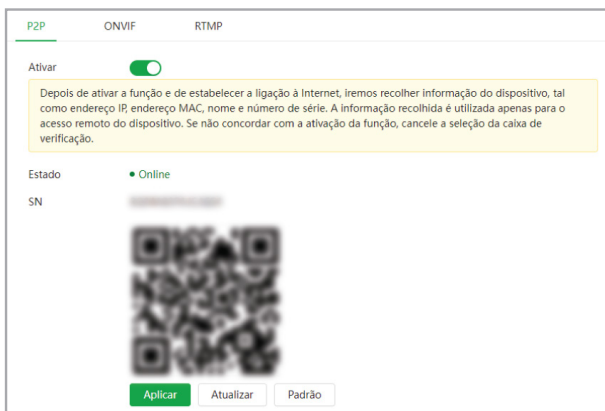 P2P ONVIF RTMP
Ativar
Depois de ativar a função e de estabelecer a ligação à Internet, iremos recolher informação do dispositivo, tal
como endereço IP, endereço MAC, nome e número de série. A informação recolhida é utilizada apenas para o
acesso remoto do dispositivo. Se não concordar com a ativação da função, cancele a seleção da caixa de
verificação.
Estado Online
SN
Aplicar Atualizar Padrão